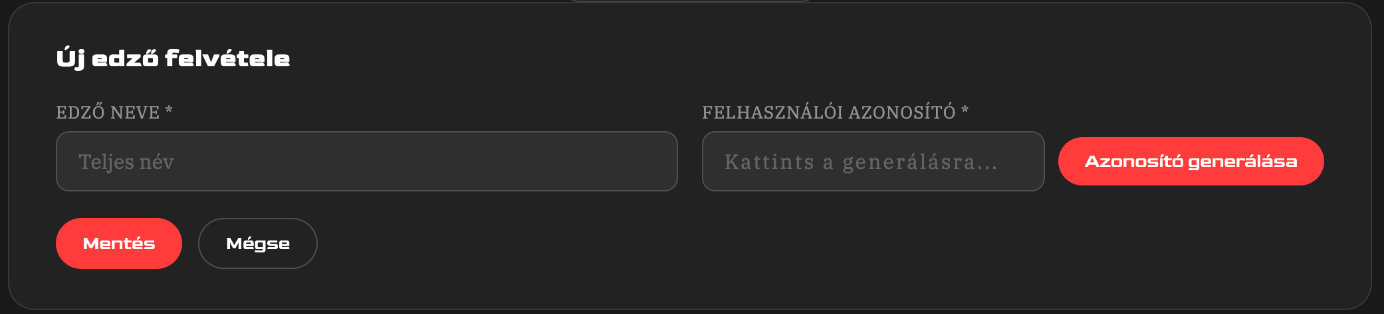 Új edző felvétele
EDZŐ NEVE *
FELHASZNÁLÓI AZONOSÍTÓ *
Teljes név
Kattints a generálásra...
Azonosító generálása
Mentés
Mégse